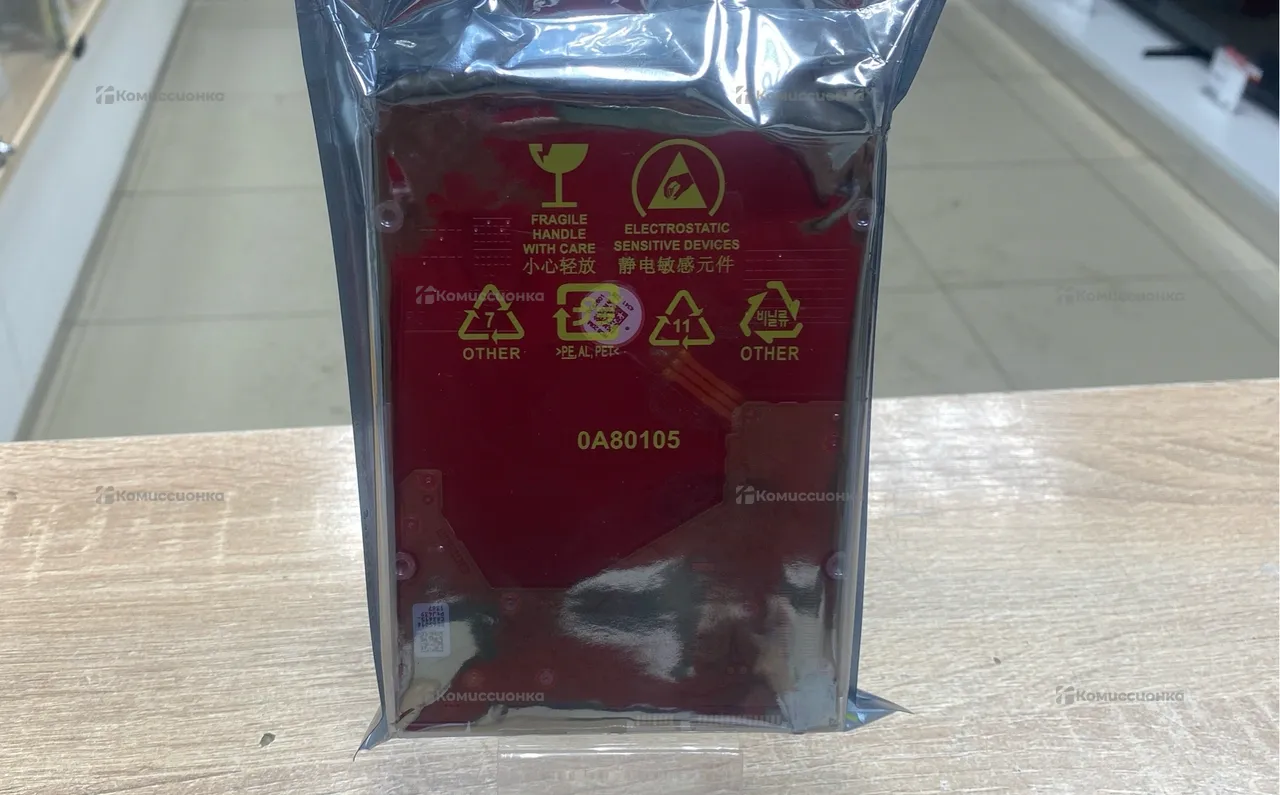 Комиссионка
Комиссионка
FRAGILE
HANDLE
WITH CARE
小心轻放
ELECTROSTATIC
SENSITIVE DEVICES
静电敏感元件
Комиссионка
Комиссионка
7
OTHER
>PE, AL, PET<
11
비닐류
OTHER
0A80105
Комиссионка
Комиссионка
Комиссионка
Комиссионка